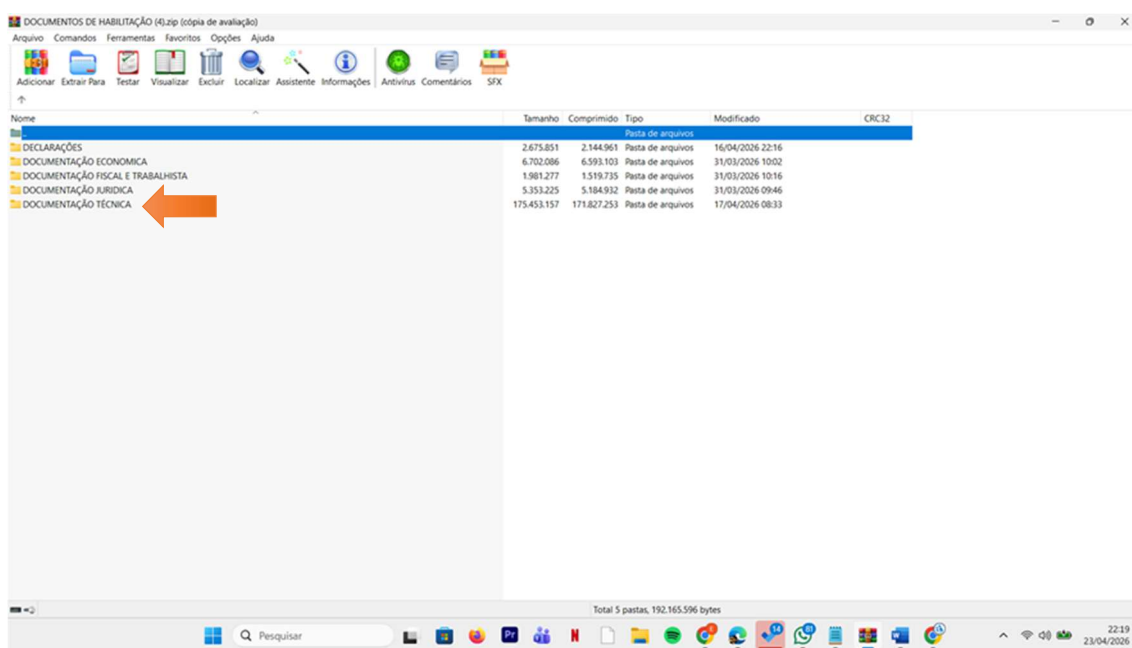 DOCUMENTOS DE HABILITAÇÃO (4).zip (cópia de avaliação)
Arquivo Comandos Ferramentas Favoritos Opções Ajuda
Adicionar Extrair Para Testar Visualizar Excluir Localizar Assistente Informações Antivírus Comentários SFX
Nome Tamanho Comprimido Tipo Modificado CRC32
.. Pasta de arquivos
DECLARAÇÕES 2.675.851 2.144.961 Pasta de arquivos 16/04/2026 22:16
DOCUMENTAÇÃO ECONOMICA 6.702.086 6.593.103 Pasta de arquivos 31/03/2026 10:02
DOCUMENTAÇÃO FISCAL E TRABALHISTA 1.981.277 1.519.735 Pasta de arquivos 31/03/2026 10:16
DOCUMENTAÇÃO JURIDICA 5.353.225 5.184.932 Pasta de arquivos 31/03/2026 09:46
DOCUMENTAÇÃO TÉCNICA 175.453.157 171.827.253 Pasta de arquivos 17/04/2026 08:33
Total 5 pastas, 192.165.596 bytes
Pesquisar Pr N 14 22:19
23/04/2026